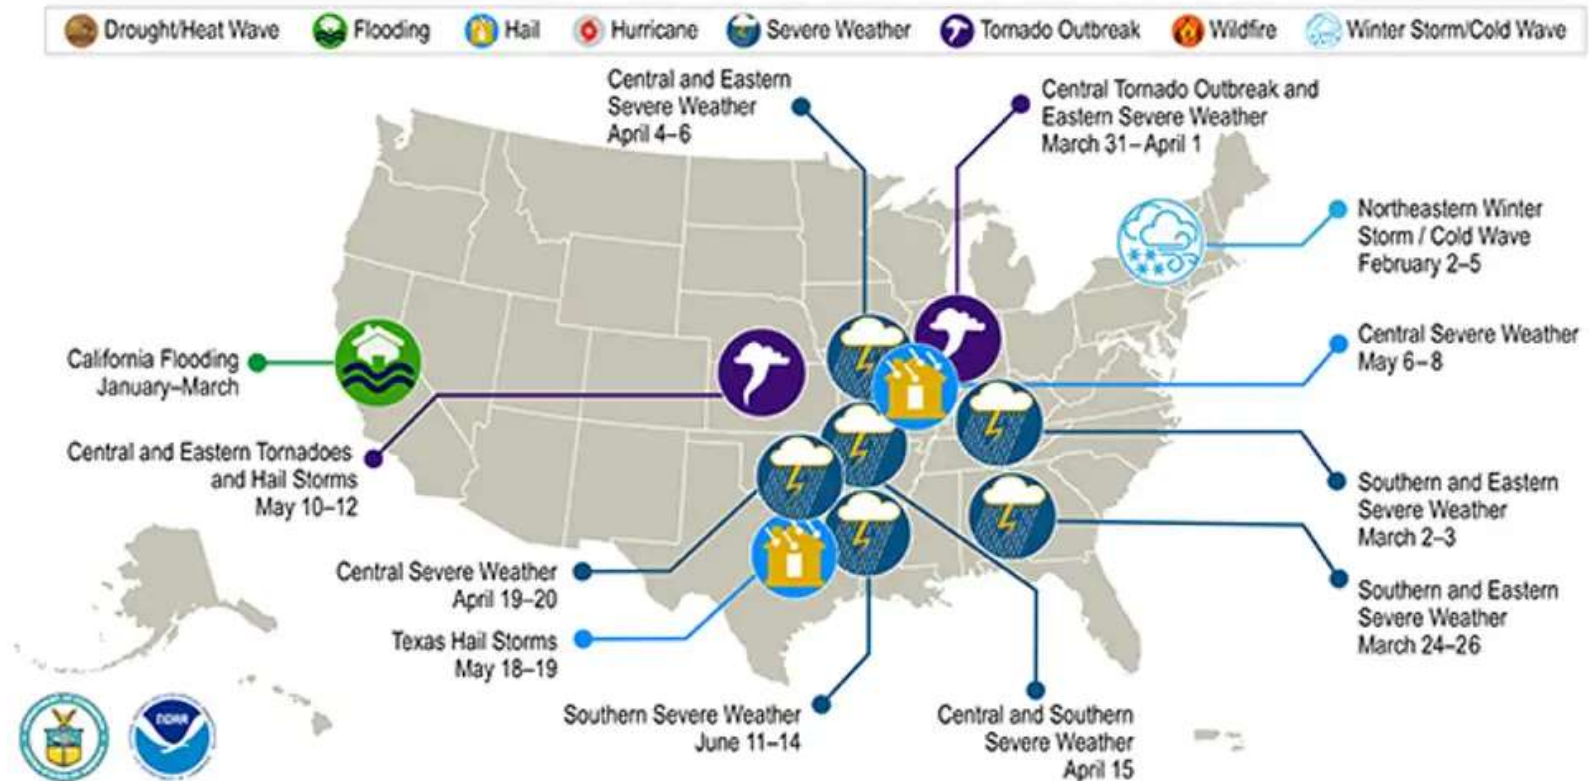 Drought/Heat Wave
Flooding
Hail
Hurricane
Severe Weather
Tornado Outbreak
Wildfire
Winter Storm/Cold Wave
Central and Eastern
Severe Weather
April 4–6
Central Tornado Outbreak and
Eastern Severe Weather
March 31–April 1
Northeastern Winter
Storm / Cold Wave
February 2–5
Central Severe Weather
May 6–8
California Flooding
January–March
Central and Eastern Tornadoes
and Hail Storms
May 10–12
Southern and Eastern
Severe Weather
March 2–3
Central Severe Weather
April 19–20
Southern and Eastern
Severe Weather
March 24–26
Texas Hail Storms
May 18–19
Southern Severe Weather
June 11–14
Central and Southern
Severe Weather
April 15
NOAA